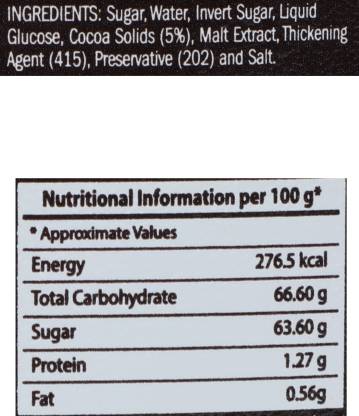 INGREDIENTS: Sugar, Water, Invert Sugar, Liquid
Glucose, Cocoa Solids (5%), Malt Extract, Thickening
Agent (415), Preservative (202) and Salt.
Nutritional Information per 100 g*
* Approximate Values
Energy 276.5 kcal
Total Carbohydrate 66.60 g
Sugar 63.60 g
Protein 1.27 g
Fat 0.56g